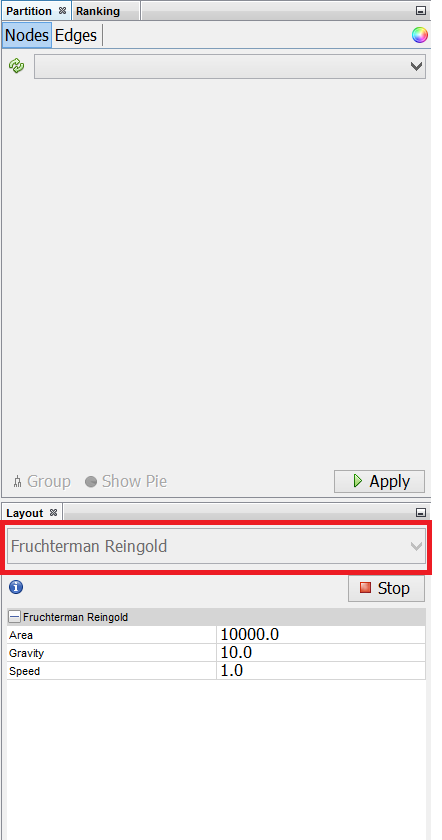 Partition Ranking
Nodes Edges
Group Show Pie Apply
Layout
Fruchterman Reingold
Stop
Fruchterman Reingold
Area 10000.0
Gravity 10.0
Speed 1.0